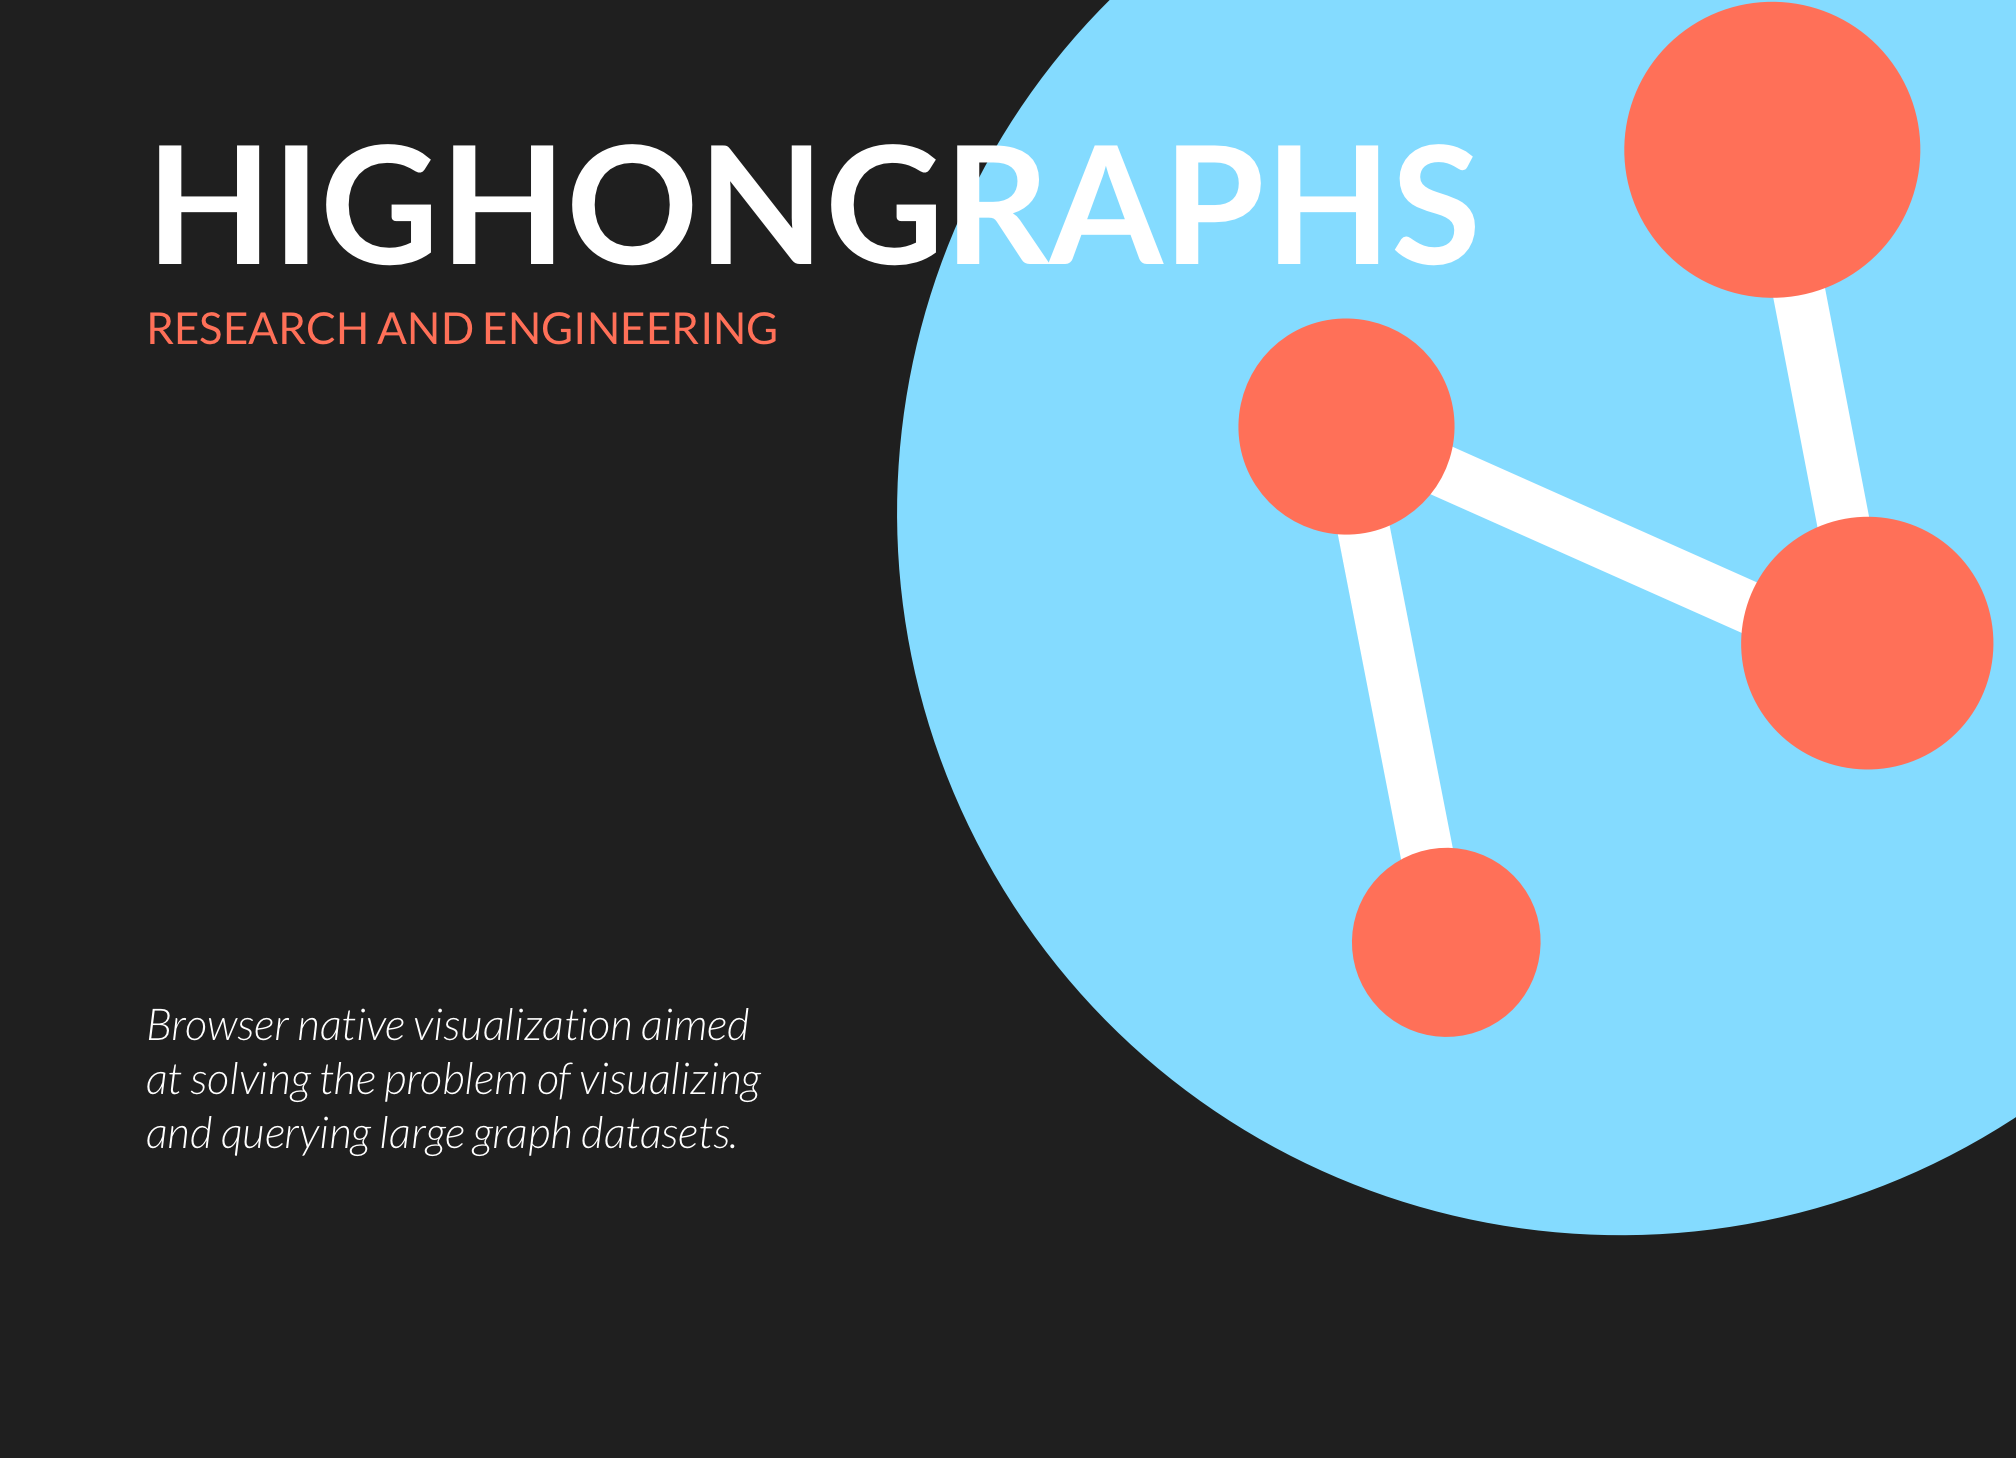 HIGHONGRAPHS
RESEARCH AND ENGINEERING
Browser native visualization aimed
at solving the problem of visualizing
and querying large graph datasets.